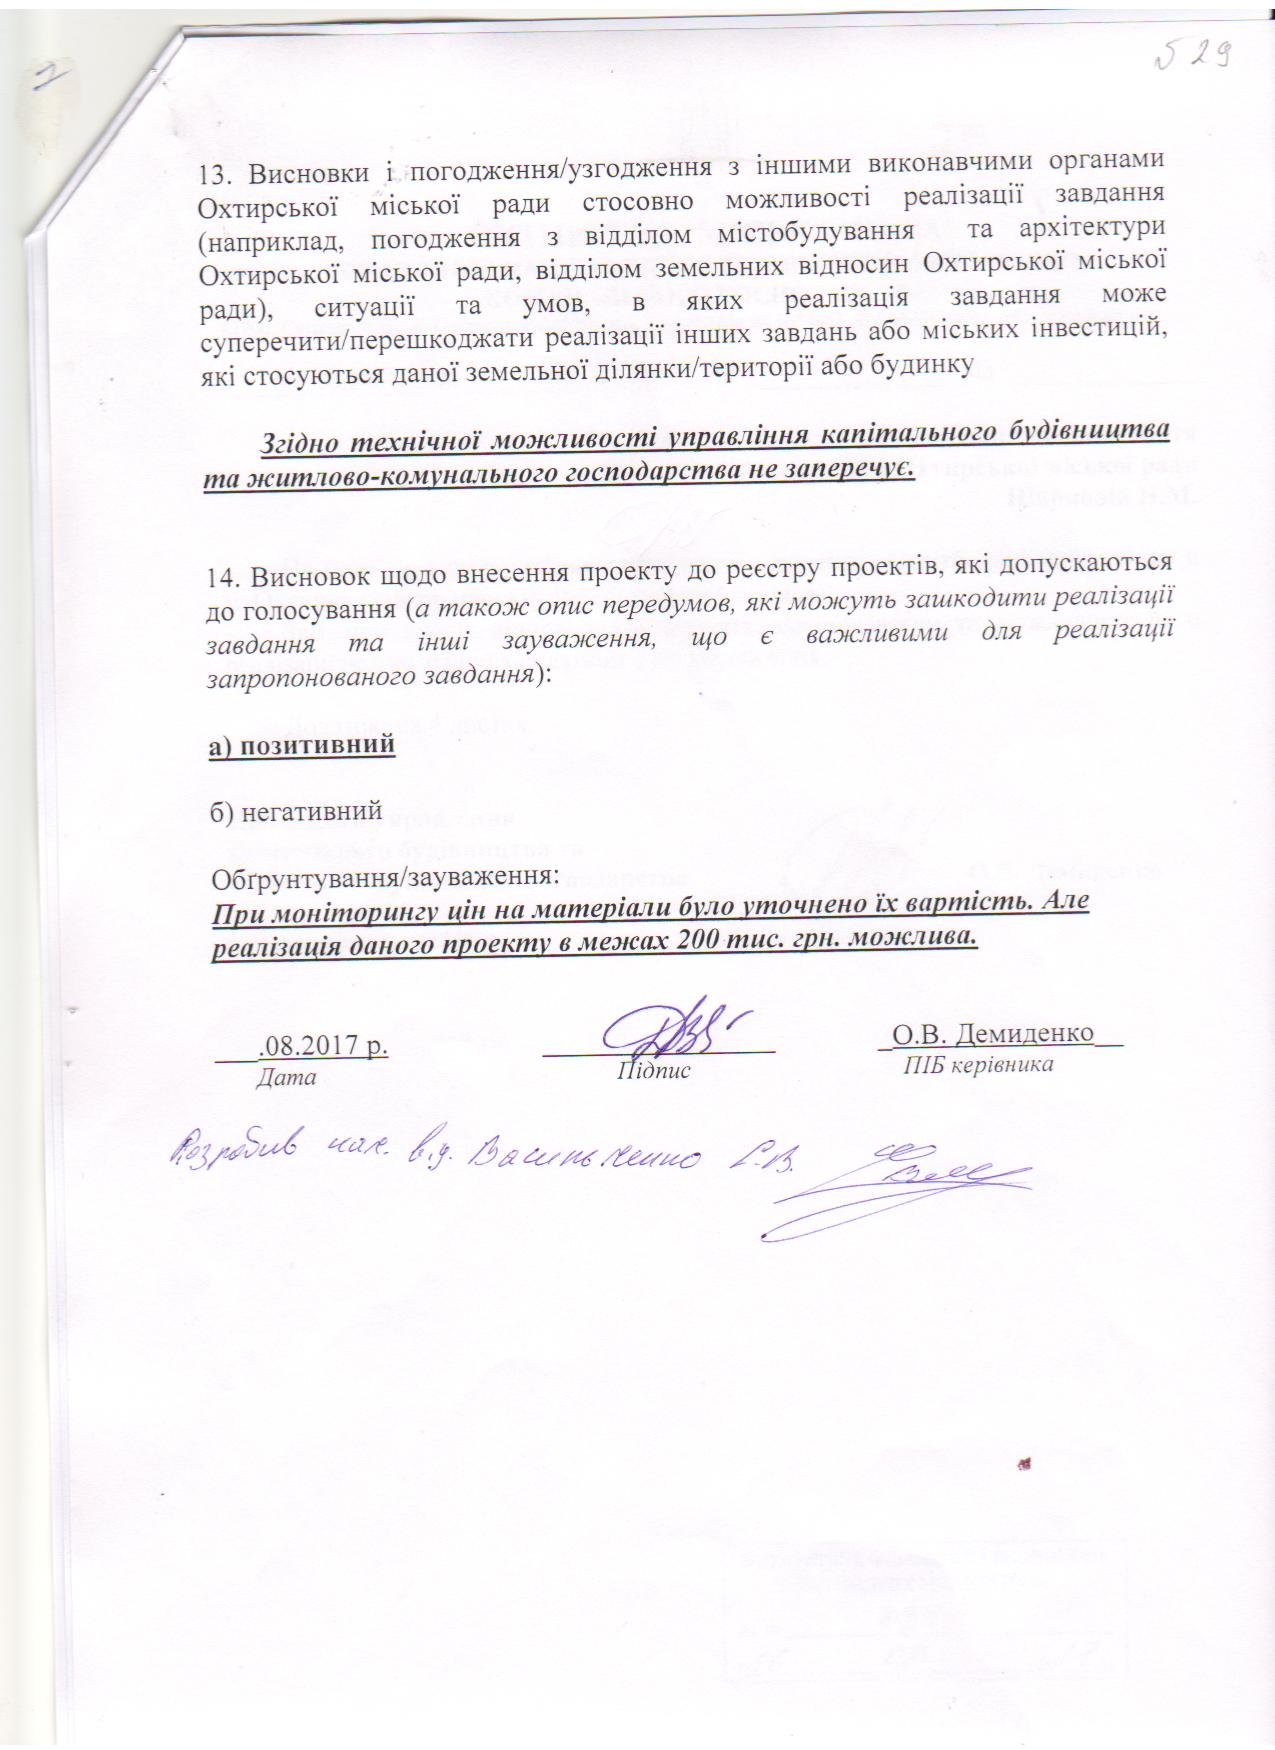 529
13. Висновки і погодження/узгодження з іншими виконавчими органами
Охтирської міської ради стосовно можливості реалізації завдання
(наприклад, погодження з відділом містобудування та архітектури
Охтирської міської ради, відділом земельних відносин Охтирської міської
ради), ситуації та умов, в яких реалізація завдання може
суперечити/перешкоджати реалізації інших завдань або міських інвестицій,
які стосуються даної земельної ділянки/території або будинку
Згідно технічної можливості управління капітального будівництва
та житлово-комунального господарства не заперечує.
14. Висновок щодо внесення проекту до реєстру проектів, які допускаються
до голосування (а також опис передумов, які можуть зашкодити реалізації
завдання та інші зауваження, що є важливими для реалізації
запропонованого завдання):
а) позитивний
б) негативний
Обґрунтування/зауваження:
При моніторингу цін на матеріали було уточнено їх вартість. Але
реалізація даного проекту в межах 200 тис. грн. можлива.
___.08.2017 р. _О.В. Демиденко__
Дата Підпис ПІБ керівника
Розробив нач. від. Васильченко